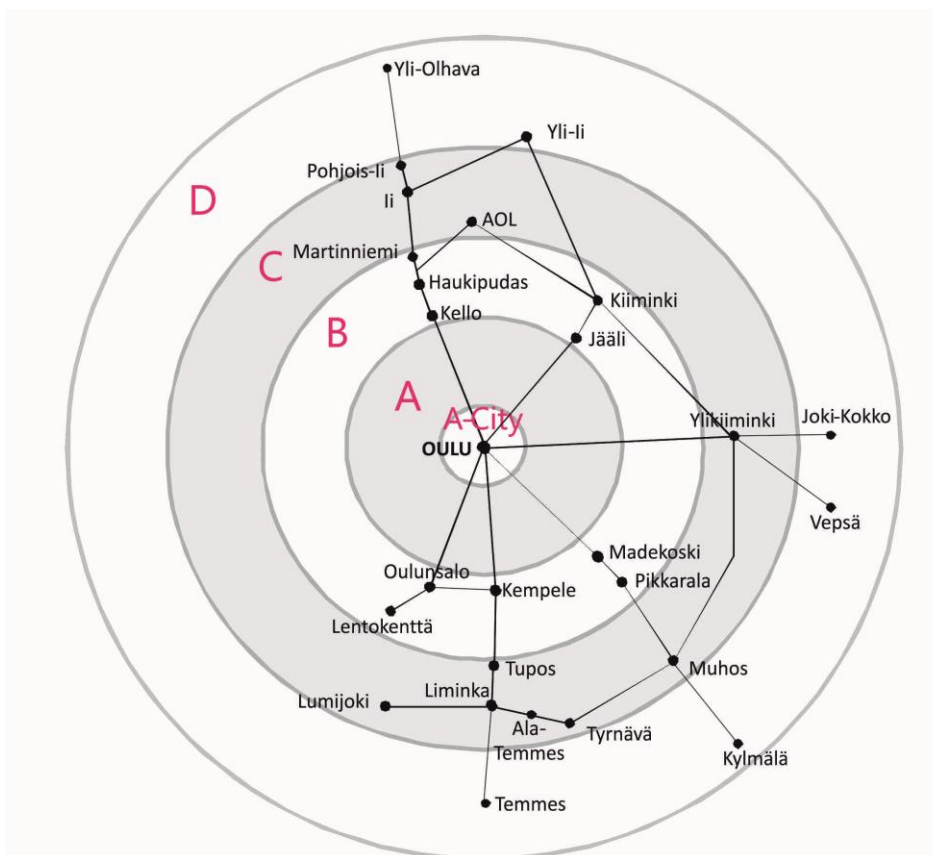 Yli-Olhava
Yli-Ii
Pohjois-Ii
Ii
D
AOL
Martinniemi
C
Haukipudas
Kiiminki
Kello
B
Jääli
A
A-City
Ylikiiminki
Joki-Kokko
OULU
Vepsä
Madekoski
Oulunsalo
Pikkarala
Kempele
Lentokenttä
Tupos
Muhos
Liminka
Lumijoki
Ala-
Temmes
Tyrnävä
Kylmälä
Temmes